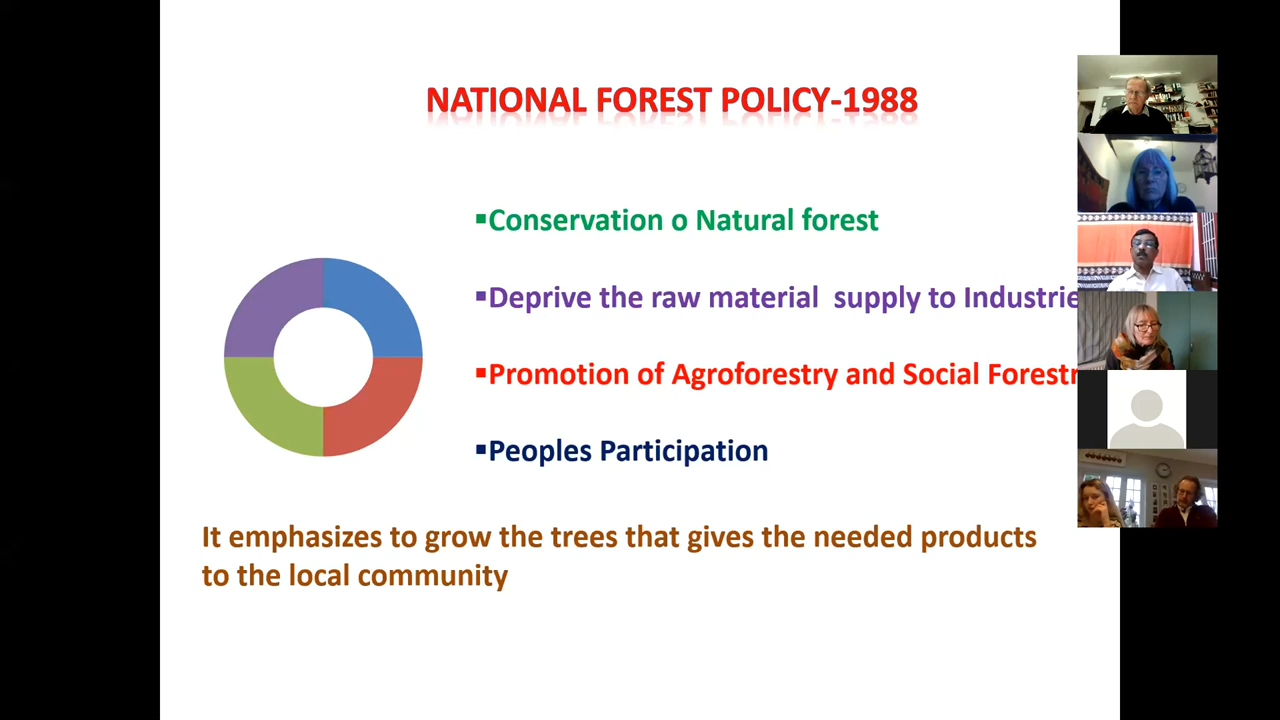 NATIONAL FOREST POLICY-1988
▪Conservation o Natural forest
▪Deprive the raw material supply to Industrie
▪Promotion of Agroforestry and Social Forestr
▪Peoples Participation
It emphasizes to grow the trees that gives the needed products
to the local community